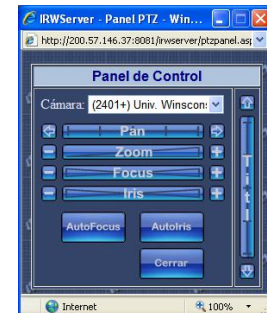 IRWServer - Panel PTZ - Win...
http://200.57.146.37:8081/irwserver/ptzpanel.asp
Panel de Control
Cámara: (2401+) Univ. Winscons
Pan
Zoom
Focus
Iris
Tilt
AutoFocus
AutoIris
Cerrar
Internet
100%